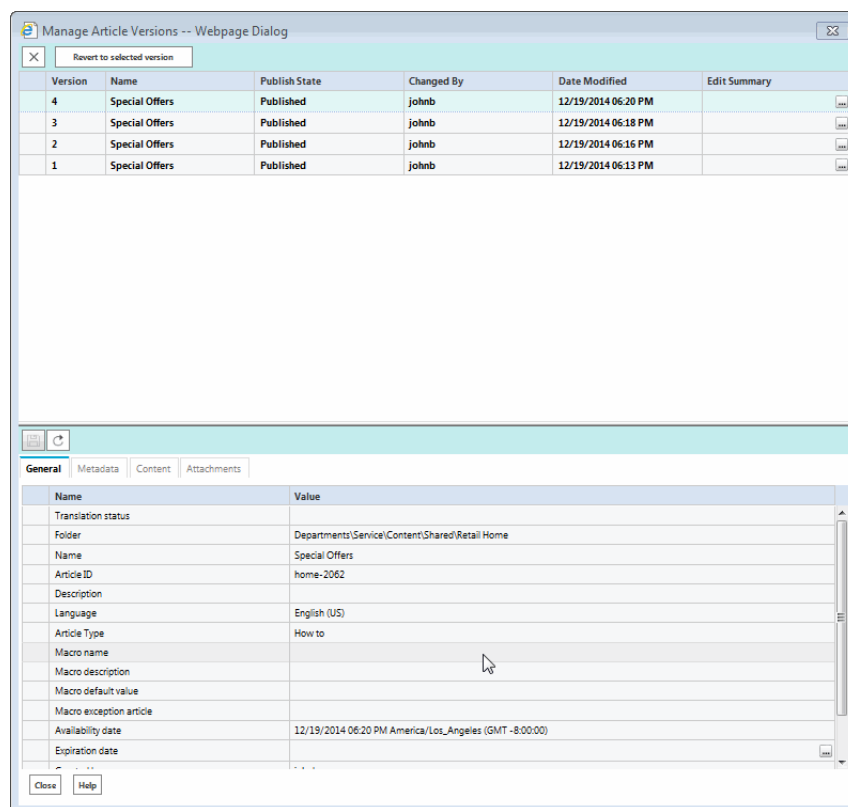 Manage Article Versions -- Webpage Dialog
Revert to selected version
Version Name Publish State Changed By Date Modified Edit Summary
4 Special Offers Published johnb 12/19/2014 06:20 PM ...
3 Special Offers Published johnb 12/19/2014 06:18 PM ...
2 Special Offers Published johnb 12/19/2014 06:16 PM ...
1 Special Offers Published johnb 12/19/2014 06:13 PM ...
General Metadata Content Attachments
Name Value
Translation status
Folder Departments\Service\Content\Shared\Retail Home
Name Special Offers
Article ID home-2062
Description
Language English (US)
Article Type How to
Macro name
Macro description
Macro default value
Macro exception article
Availability date 12/19/2014 06:20 PM America/Los_Angeles (GMT -8:00:00)
Expiration date ...
Close Help